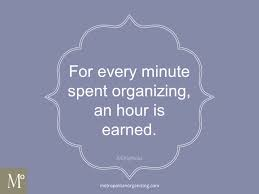 For every minute
spent organizing,
an hour is
earned.
M°
metropolitanorganizing.com